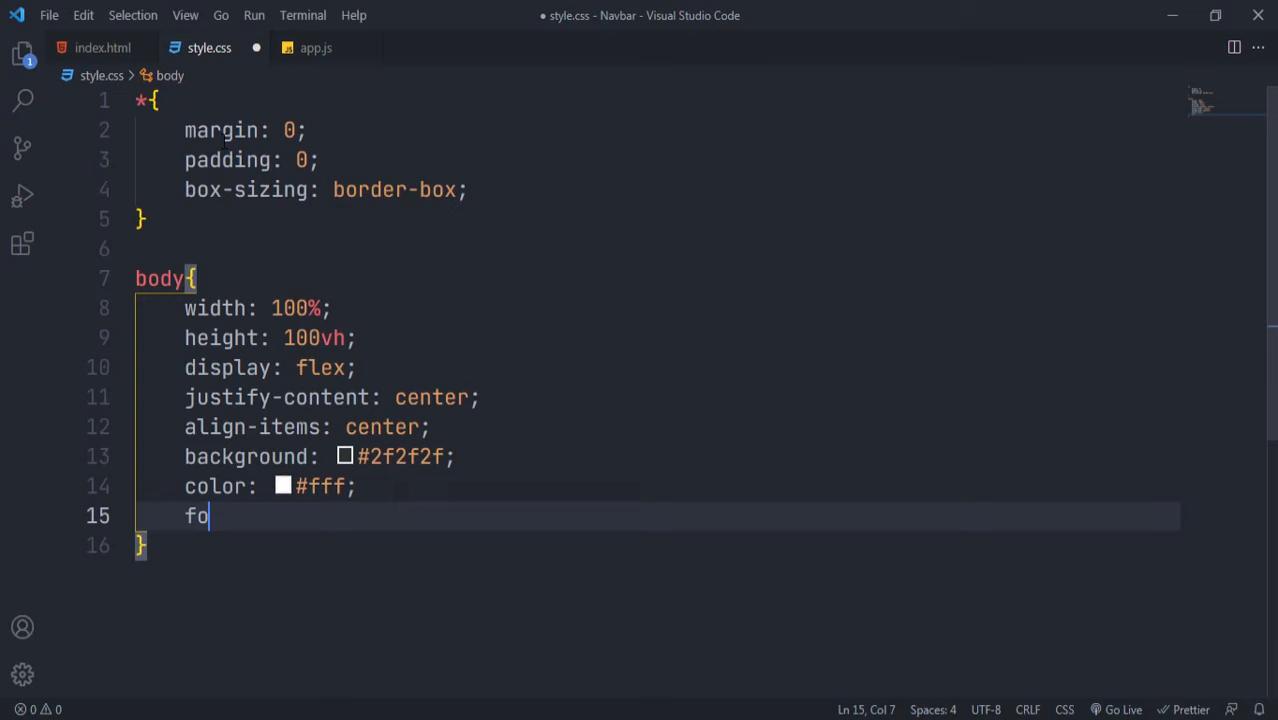 File Edit Selection View Go Run Terminal Help ● style.css - Navbar - Visual Studio Code
1 index.html style.css ● JS app.js
style.css > body
1 *{
2 margin: 0;
3 padding: 0;
4 box-sizing: border-box;
5 }
6
7 body{
8 width: 100%;
9 height: 100vh;
10 display: flex;
11 justify-content: center;
12 align-items: center;
13 background: #2f2f2f;
14 color: #fff;
15 fo
16 }
0 0 Ln 15, Col 7 Spaces: 4 UTF-8 CRLF CSS Go Live Prettier